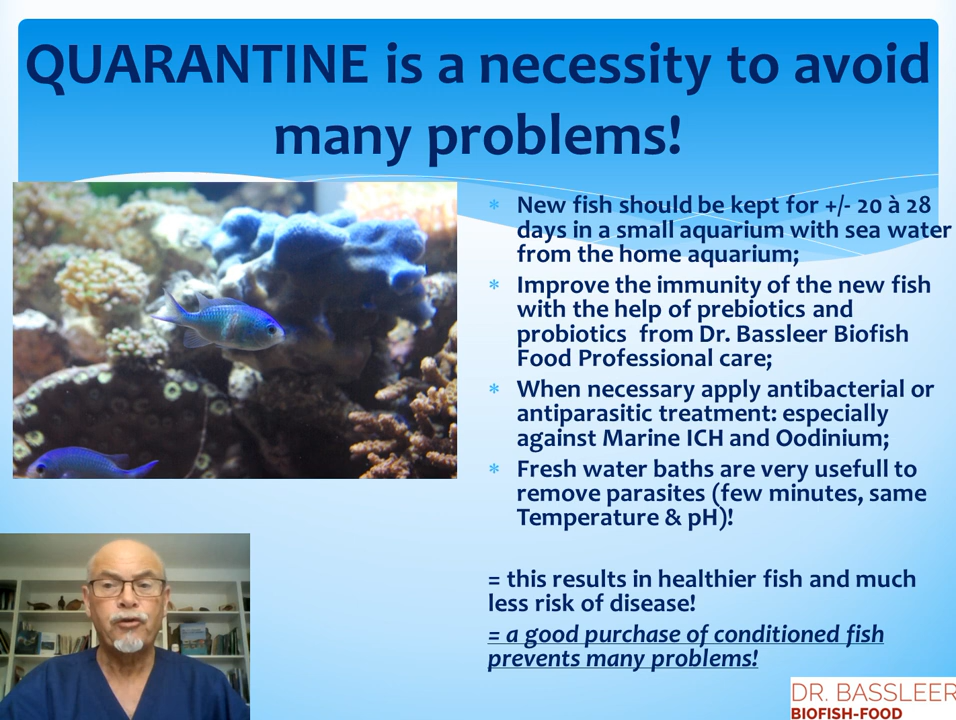 QUARANTINE is a necessity to avoid
many problems!
New fish should be kept for +/- 20 à 28
days in a small aquarium with sea water
from the home aquarium;
Improve the immunity of the new fish
with the help of prebiotics and
probiotics from Dr. Bassleer Biofish
Food Professional care;
When necessary apply antibacterial or
antiparasitic treatment: especially
against Marine ICH and Oodinium;
Fresh water baths are very usefull to
remove parasites (few minutes, same
Temperature & pH)!
= this results in healthier fish and much
less risk of disease!
= a good purchase of conditioned fish
prevents many problems!
DR. BASSLEER
BIOFISH-FOOD